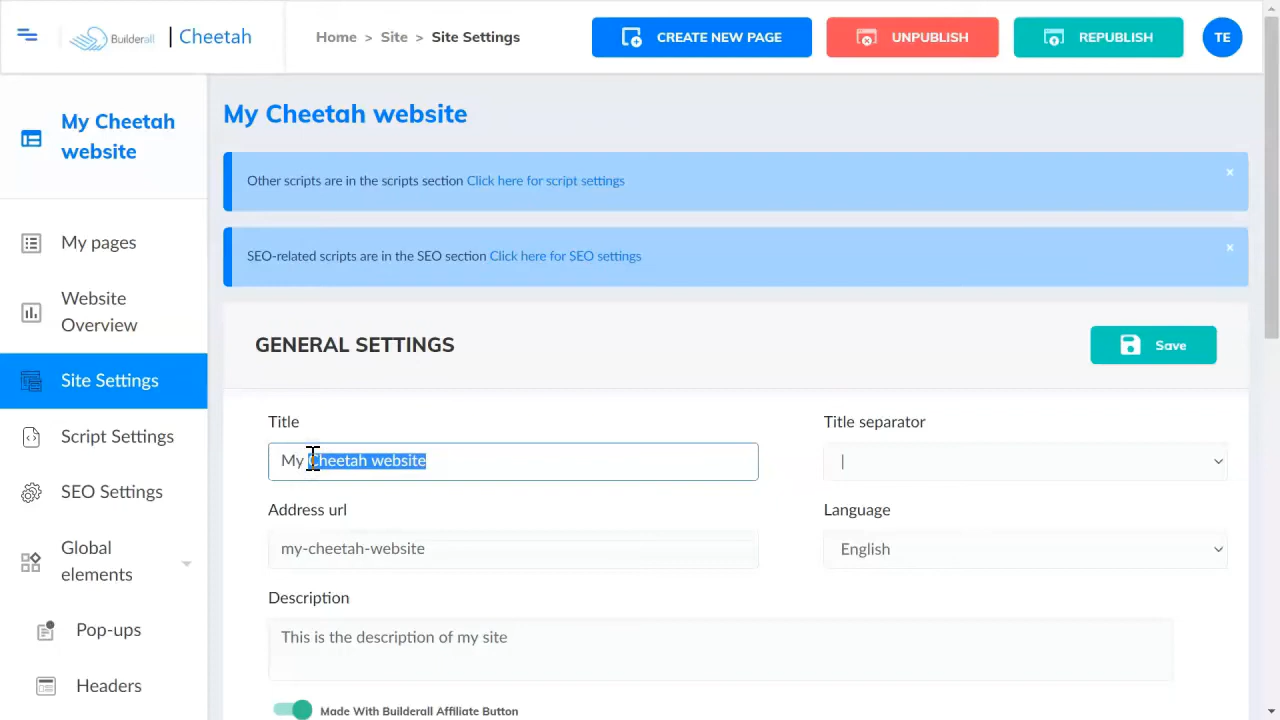 Builderall | Cheetah
Home > Site > Site Settings
CREATE NEW PAGE
UNPUBLISH
REPUBLISH
TE
My Cheetah
website
My pages
Website
Overview
Site Settings
Script Settings
SEO Settings
Global
elements
Pop-ups
Headers
My Cheetah website
Other scripts are in the scripts section Click here for script settings
×
SEO-related scripts are in the SEO section Click here for SEO settings
×
GENERAL SETTINGS
Save
Title
My Cheetah website
Title separator
|
Address url
my-cheetah-website
Language
English
Description
This is the description of my site
Made With Builderall Affiliate Button